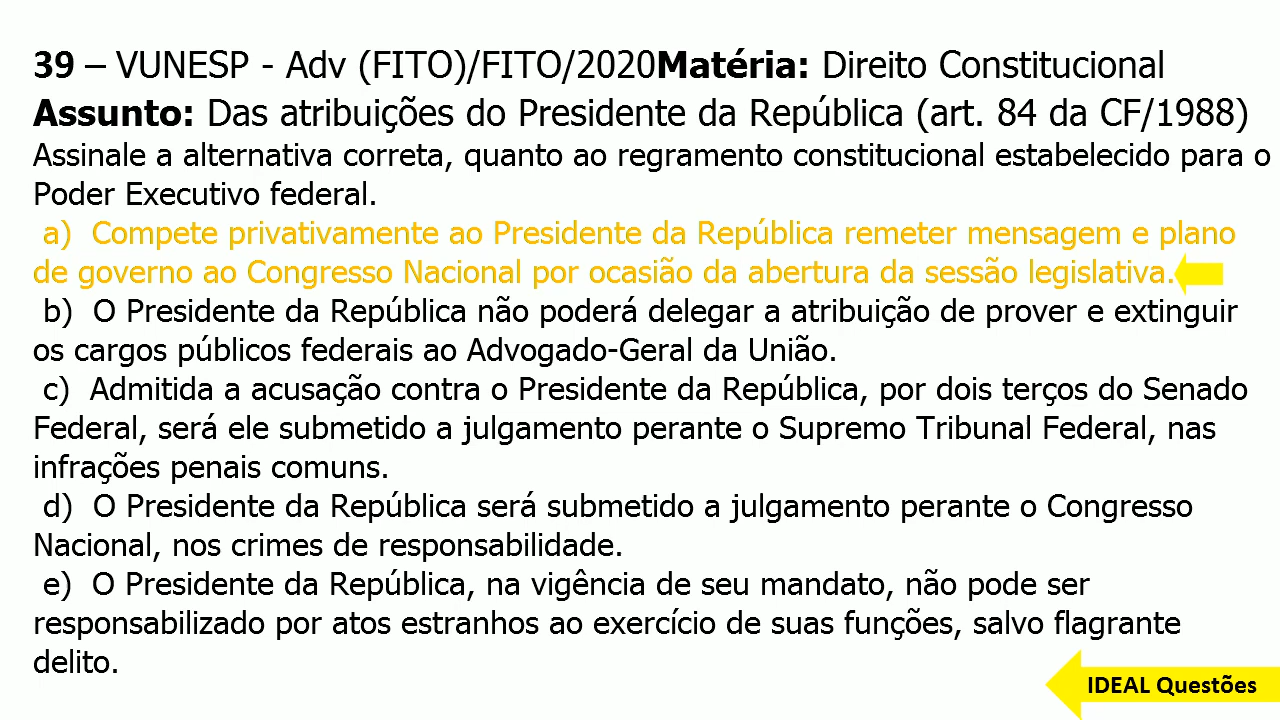 39 – VUNESP - Adv (FITO)/FITO/2020Matéria: Direito Constitucional
Assunto: Das atribuições do Presidente da República (art. 84 da CF/1988)
Assinale a alternativa correta, quanto ao regramento constitucional estabelecido para o
Poder Executivo federal.
a) Compete privativamente ao Presidente da República remeter mensagem e plano
de governo ao Congresso Nacional por ocasião da abertura da sessão legislativa.
b) O Presidente da República não poderá delegar a atribuição de prover e extinguir
os cargos públicos federais ao Advogado-Geral da União.
c) Admitida a acusação contra o Presidente da República, por dois terços do Senado
Federal, será ele submetido a julgamento perante o Supremo Tribunal Federal, nas
infrações penais comuns.
d) O Presidente da República será submetido a julgamento perante o Congresso
Nacional, nos crimes de responsabilidade.
e) O Presidente da República, na vigência de seu mandato, não pode ser
responsabilizado por atos estranhos ao exercício de suas funções, salvo flagrante
delito.
IDEAL Questões